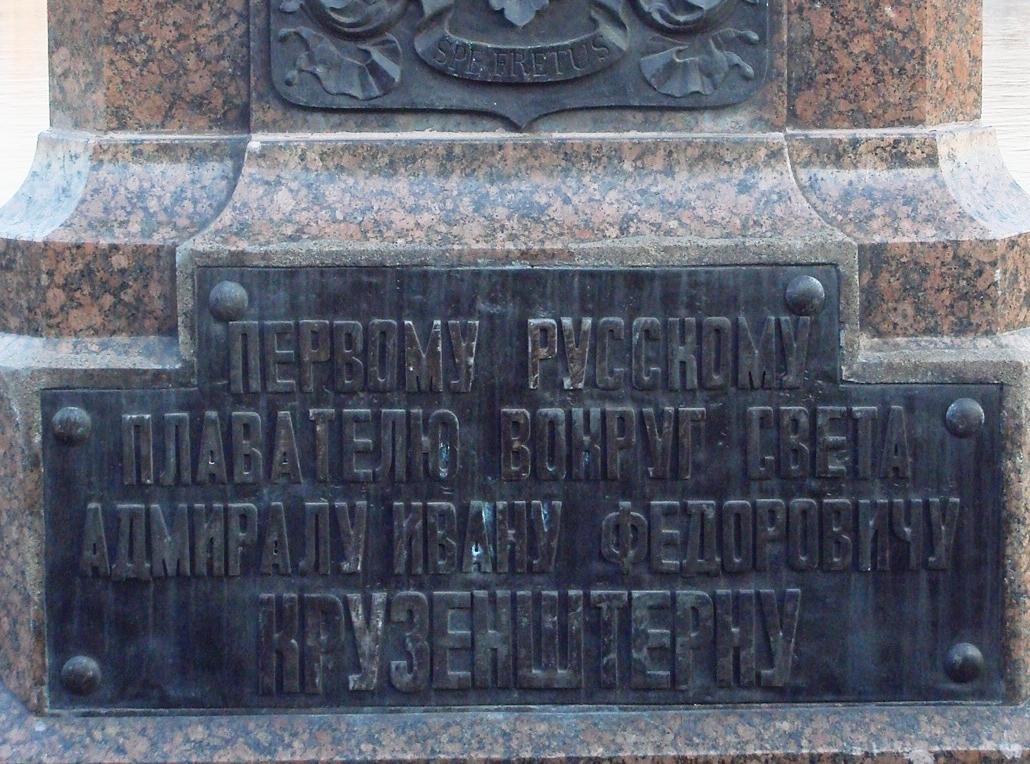 SPE FRETUS
ПЕРВОМУ РУССКОМУ
ПЛАВАТЕЛЮ ВОКРУГ СВЕТА
АДМИРАЛУ ИВАНУ ФЕДОРОВИЧУ
КРУЗЕНШТЕРНУ